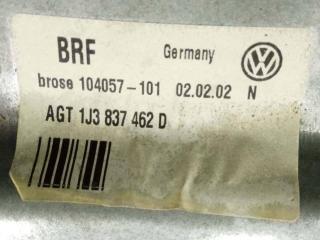 BRF Germany
brose 104057-101 02.02.02 N
AGT 1J3 837 462 D